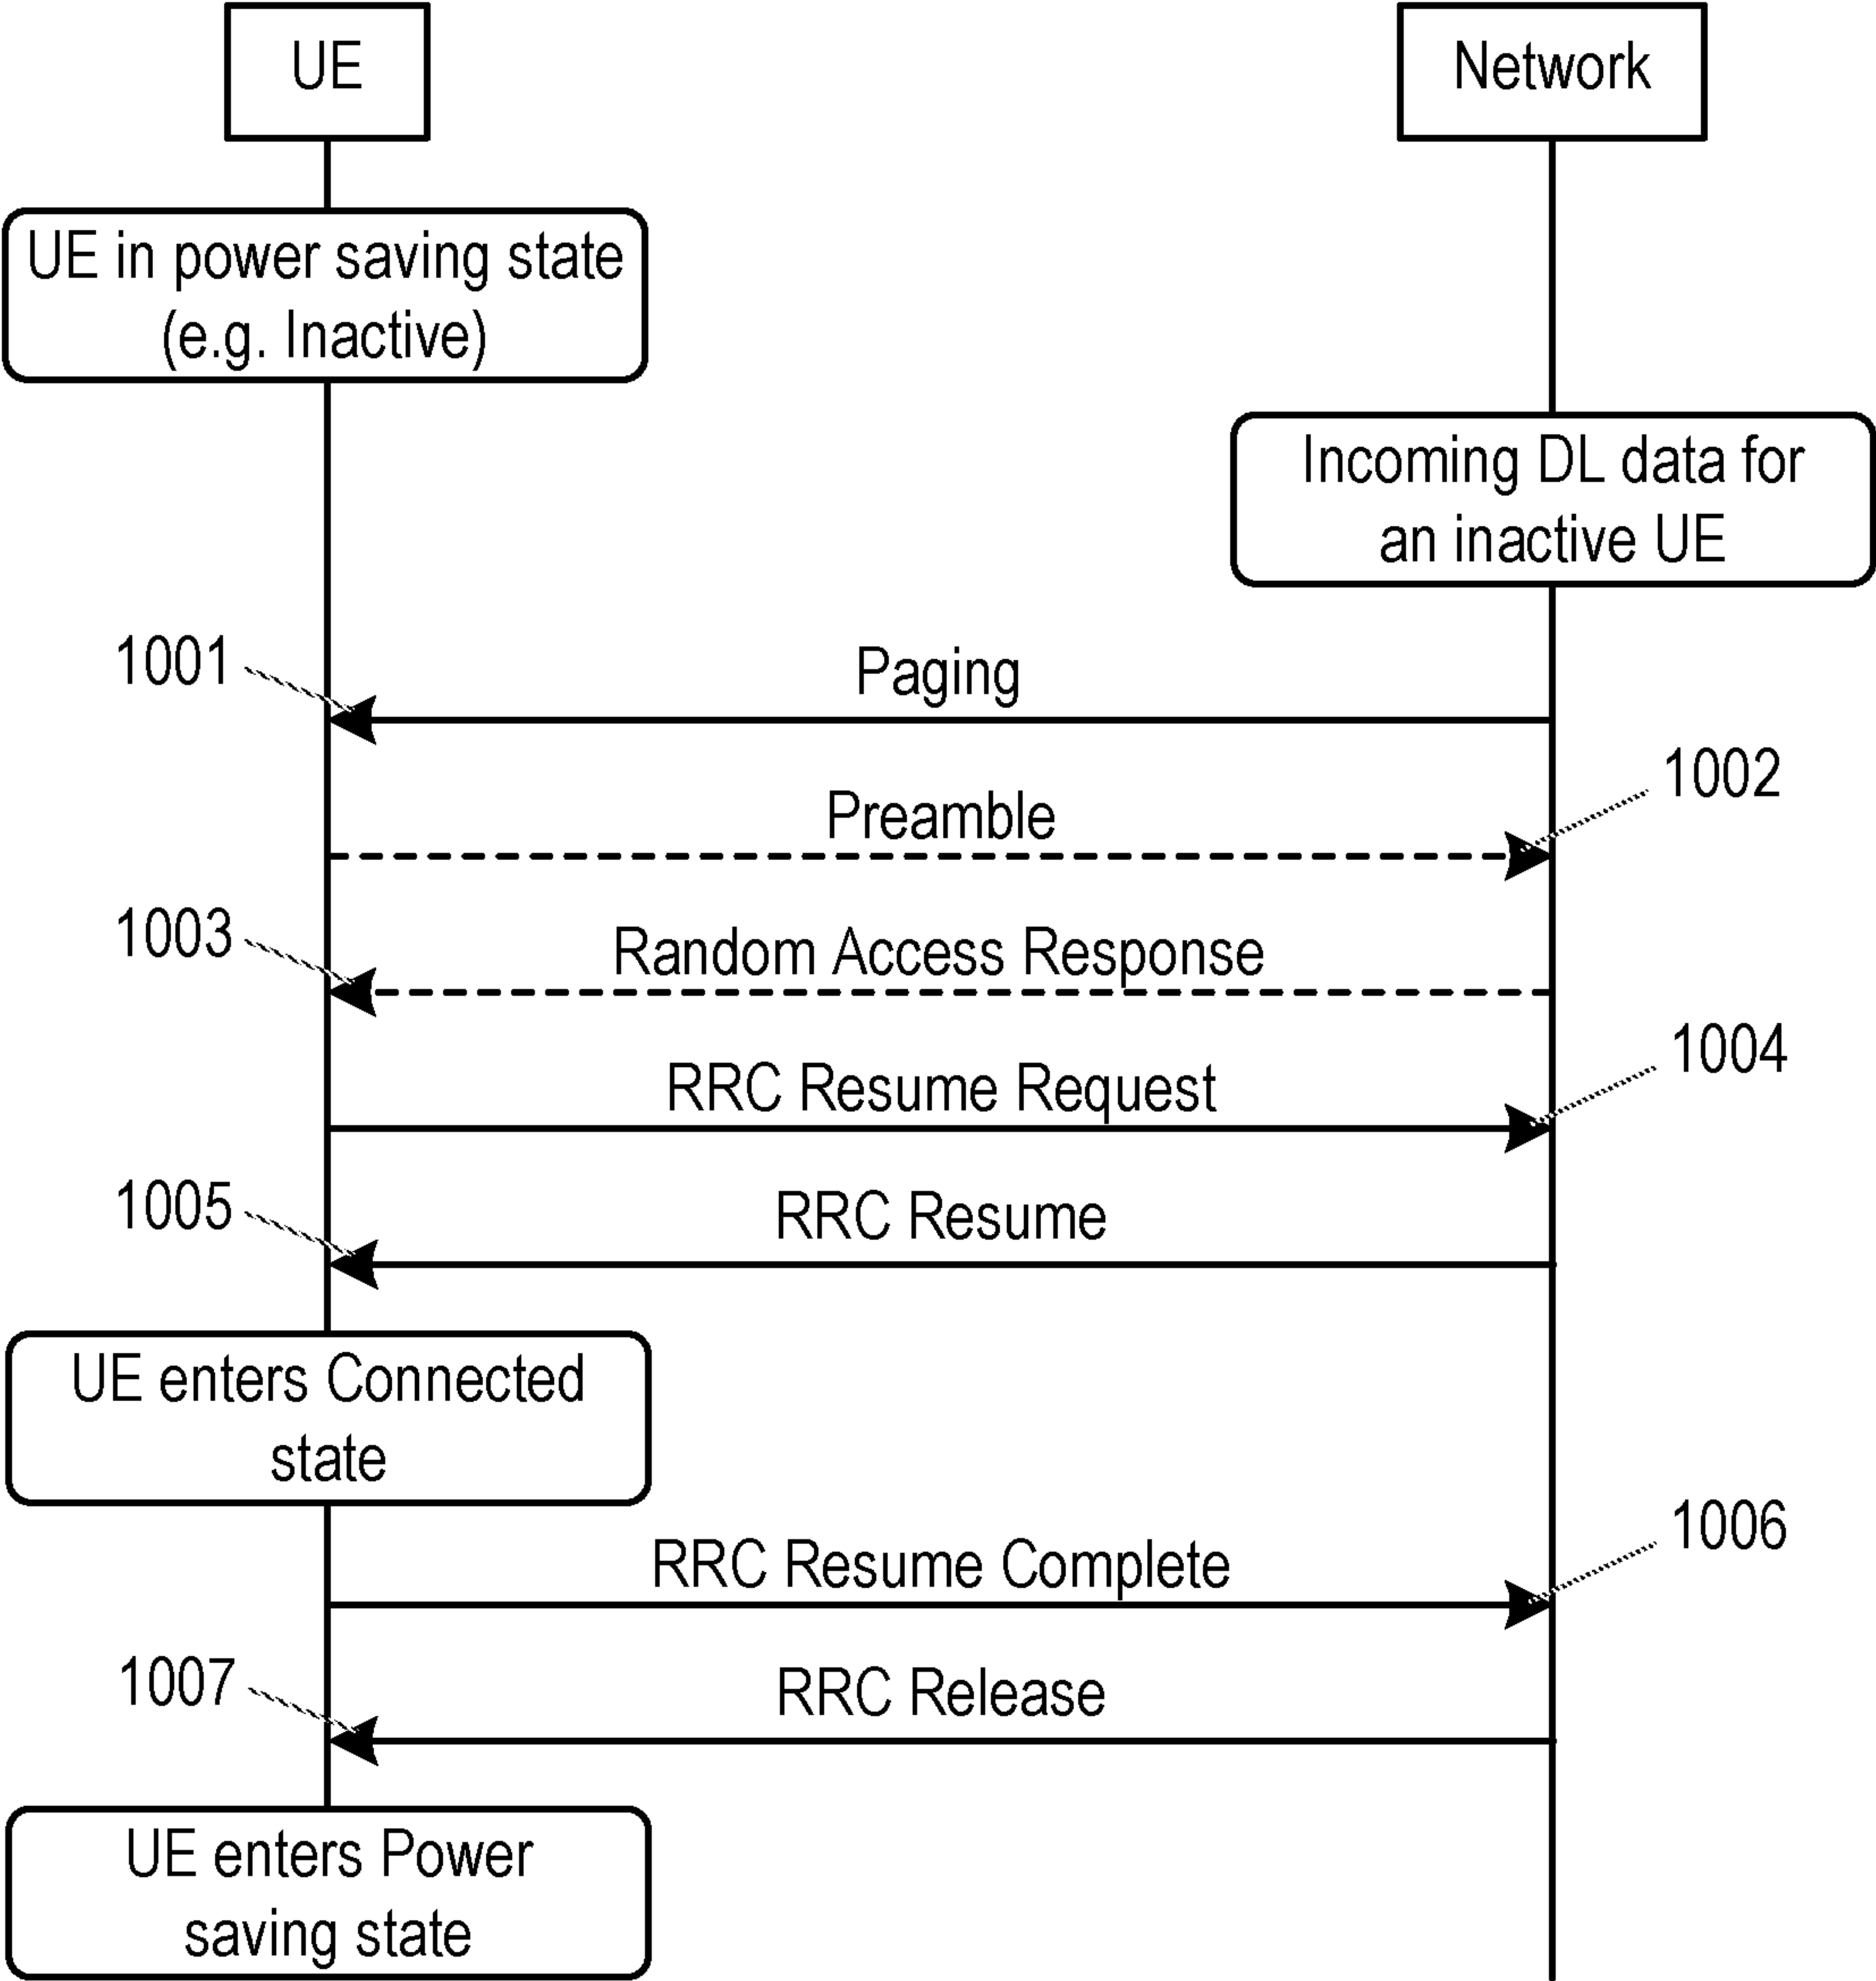 UE
Network
UE in power saving state
(e.g. Inactive)
Incoming DL data for
an inactive UE
1001
Paging
1002
Preamble
1003
Random Access Response
1004
RRC Resume Request
1005
RRC Resume
UE enters Connected
state
1006
RRC Resume Complete
1007
RRC Release
UE enters Power
saving state